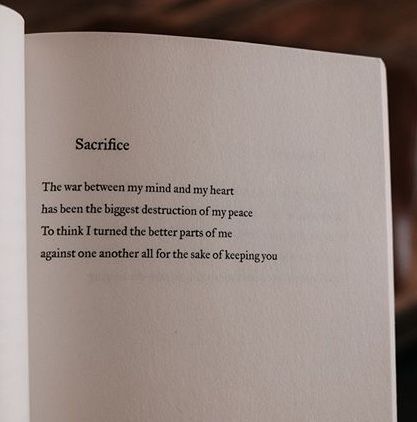 Sacrifice
The war between my mind and my heart
has been the biggest destruction of my peace
To think I turned the better parts of me
against one another all for the sake of keeping you